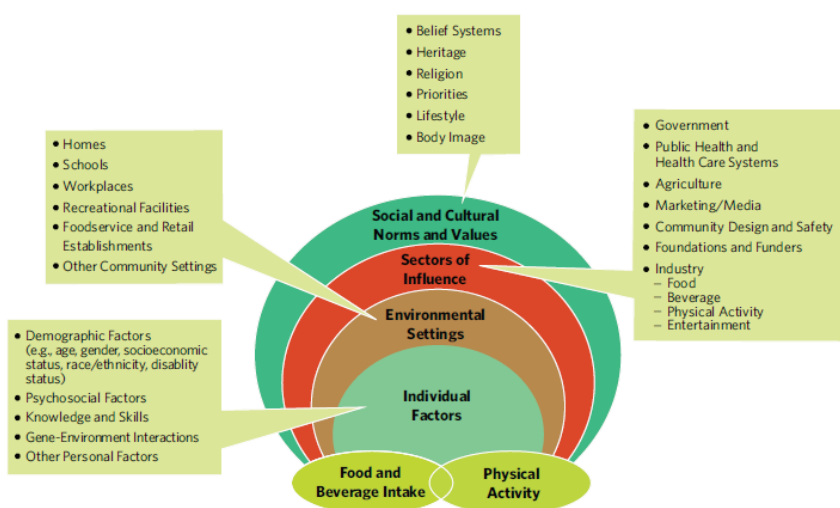 • Belief Systems
• Heritage
• Religion
• Priorities
• Lifestyle
• Body Image
• Homes
• Schools
• Workplaces
• Recreational Facilities
• Foodservice and Retail
Establishments
• Other Community Settings
• Government
• Public Health and
Health Care Systems
• Agriculture
• Marketing/Media
• Community Design and Safety
• Foundations and Funders
• Industry
– Food
– Beverage
– Physical Activity
– Entertainment
• Demographic Factors
(e.g., age, gender, socioeconomic
status, race/ethnicity, disablity
status)
• Psychosocial Factors
• Knowledge and Skills
• Gene-Environment Interactions
• Other Personal Factors
Social and Cultural
Norms and Values
Sectors of
Influence
Environmental
Settings
Individual
Factors
Food and
Beverage Intake
Physical
Activity